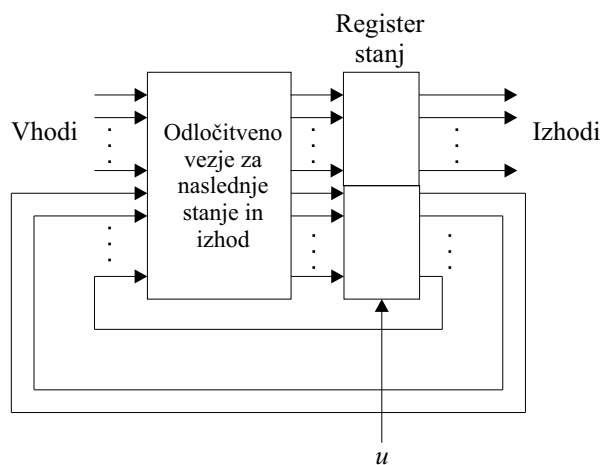 Register
stanj
Vhodi
Odločitveno
vezje za
naslednje
stanje in
izhod
Izhodi
u